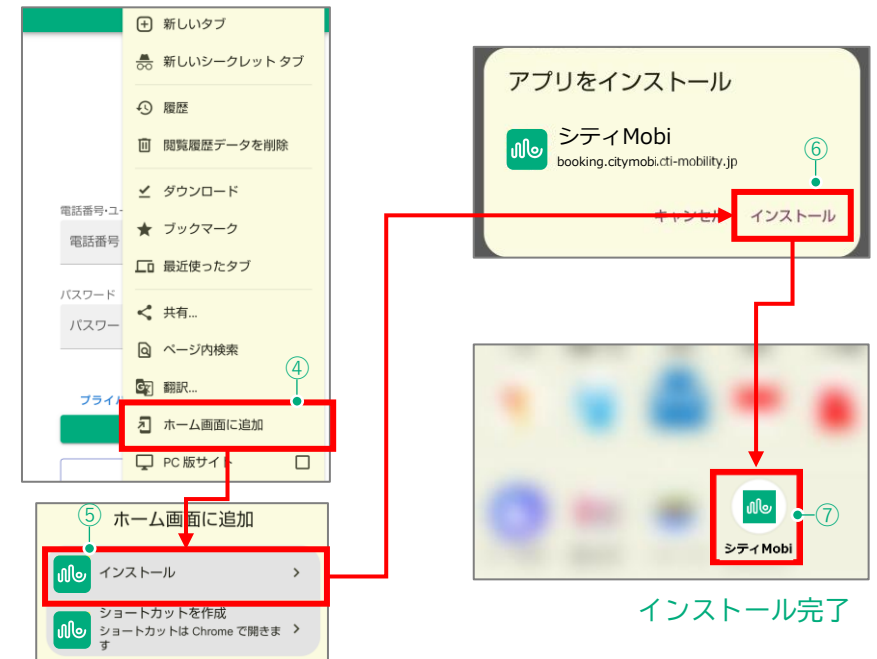 新しいタブ
新しいシークレット タブ
履歴
閲覧履歴データを削除
ダウンロード
ブックマーク
最近使ったタブ
共有...
ページ内検索
翻訳...
④
ホーム画面に追加
PC 版サイト
電話番号・ユー
電話番号
パスワード
パスワー
プライバ
⑤
ホーム画面に追加
インストール
ショートカットを作成
ショートカットは Chrome で開きま
す
アプリをインストール
シティMobi
booking.citymobi.cti-mobility.jp
⑥
キャンセル
インストール
シティMobi
⑦
インストール完了